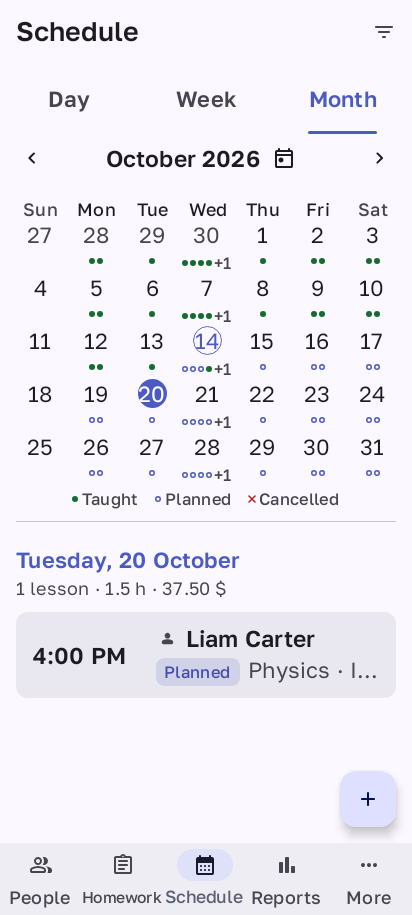 Schedule
Day Week Month
October 2026
Sun Mon Tue Wed Thu Fri Sat
27 28 29 30 1 2 3
+1
4 5 6 7 8 9 10
+1
11 12 13 14 15 16 17
+1
18 19 20 21 22 23 24
+1
25 26 27 28 29 30 31
+1
Taught Planned Cancelled
Tuesday, 20 October
1 lesson · 1.5 h · 37.50 $
Liam Carter
4:00 PM
Planned Physics · I...
People Homework Schedule Reports More